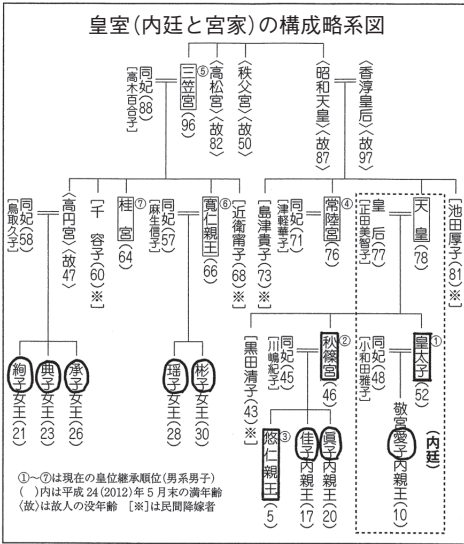 皇室(内廷と宮家)の構成略系図
〈香淳皇后〉〈故97〉
〈昭和天皇〉〈故87〉
〈秩父宮〉〈故50〉
〈高松宮〉〈故82〉
⑤三笠宮(96)
同妃(88)
[高木百合子]
[池田厚子(81)※]
天皇(78)
皇后(77)
[正田美智子]
④常陸宮(76)
同妃(71)
[津軽華子]
[島津貴子(73)※]
[近衛甯子(68)※]
⑥寬仁親王(66)
同妃(57)
[麻生信子]
⑦桂宮(64)
[千 容子(60)※]
〈高円宮〉〈故47〉
同妃(58)
[鳥取久子]
①皇太子(52)
同妃(48)
[小和田雅子]
②秋篠宮(46)
同妃(45)
[川嶋紀子]
[黒田清子(43)※]
彬子女王(30)
瑶子女王(28)
承子女王(26)
典子女王(23)
絢子女王(21)
(内廷)
敬宮愛子内親王(10)
眞子内親王(20)
佳子内親王(17)
③悠仁親王(5)
①~⑦は現在の皇位継承順位(男系男子)
( )内は平成24(2012)年5月末の満年齢
〈故〉は故人の没年齢 [※]は民間降嫁者